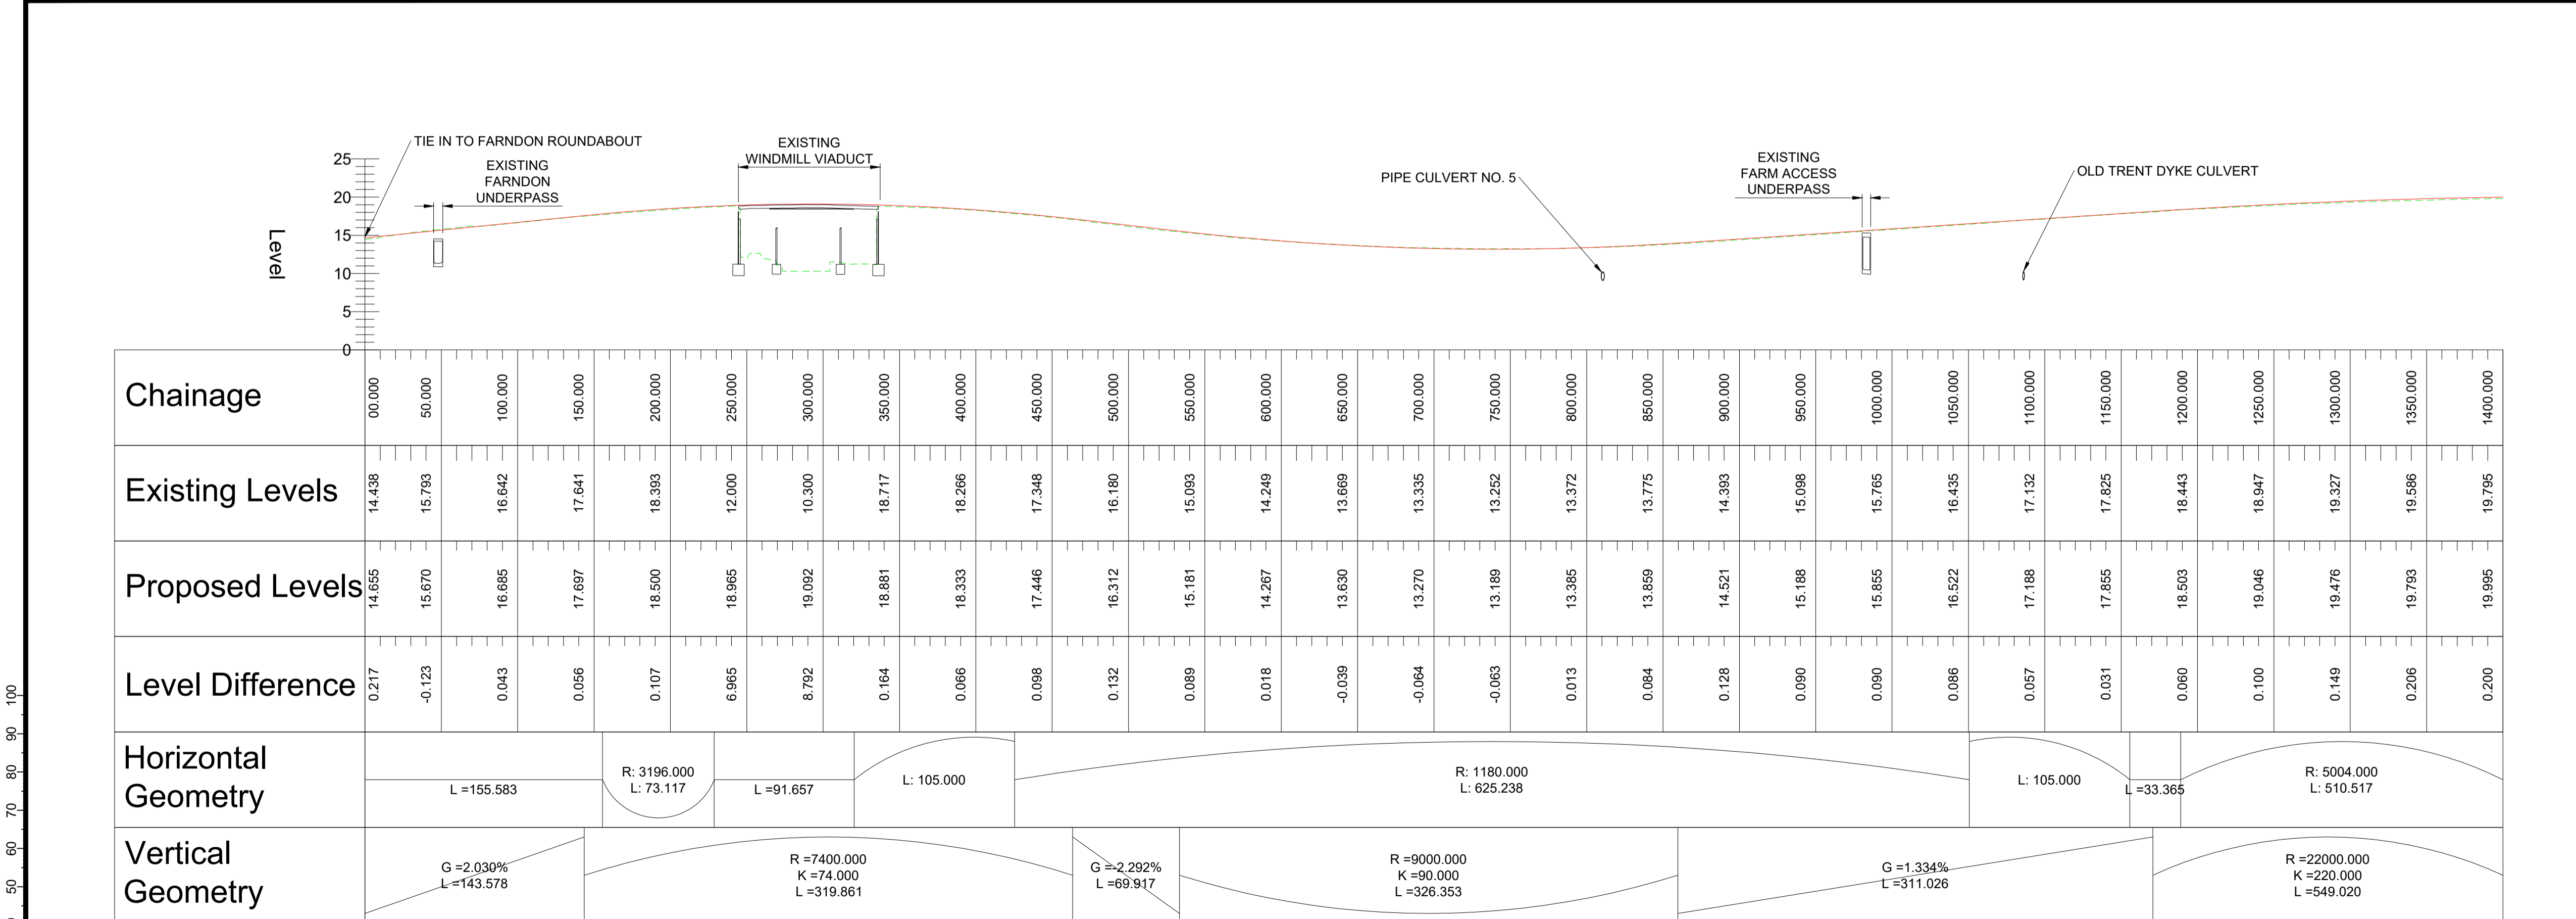 TIE IN TO FARNDON ROUNDABOUT
EXISTING
FARNDON
UNDERPASS
EXISTING
WINDMILL VIADUCT
PIPE CULVERT NO. 5
EXISTING
FARM ACCESS
UNDERPASS
OLD TRENT DYKE CULVERT
Level
25
20
15
10
5
0
Chainage
00.000 50.000 100.000 150.000 200.000 250.000 300.000 350.000 400.000 450.000 500.000 550.000 600.000 650.000 700.000 750.000 800.000 850.000 900.000 950.000 1000.000 1050.000 1100.000 1150.000 1200.000 1250.000 1300.000 1350.000 1400.000
Existing Levels
14.438 15.793 16.642 17.641 18.393 12.000 10.300 18.717 18.266 17.348 16.180 15.093 14.249 13.669 13.335 13.252 13.372 13.775 14.393 15.098 15.765 16.435 17.132 17.825 18.443 18.947 19.327 19.586 19.795
Proposed Levels
14.655 15.670 16.685 17.697 18.500 18.965 19.092 18.881 18.333 17.446 16.312 15.181 14.267 13.630 13.270 13.189 13.385 13.859 14.521 15.188 15.855 16.522 17.188 17.855 18.503 19.046 19.476 19.793 19.995
Level Difference
0.217 -0.123 0.043 0.056 0.107 6.965 8.792 0.164 0.066 0.098 0.132 0.089 0.018 -0.039 -0.064 -0.063 0.013 0.084 0.128 0.090 0.090 0.086 0.057 0.031 0.060 0.100 0.149 0.206 0.200
Horizontal
Geometry
L =155.583
R: 3196.000
L: 73.117
L =91.657
L: 105.000
R: 1180.000
L: 625.238
L: 105.000
L =33.365
R: 5004.000
L: 510.517
Vertical
Geometry
G =2.030%
L =143.578
R =7400.000
K =74.000
L =319.861
G =-2.292%
L =69.917
R =9000.000
K =90.000
L =326.353
G =1.334%
L =311.026
R =22000.000
K =220.000
L =549.020
100
90
80
70
60
50